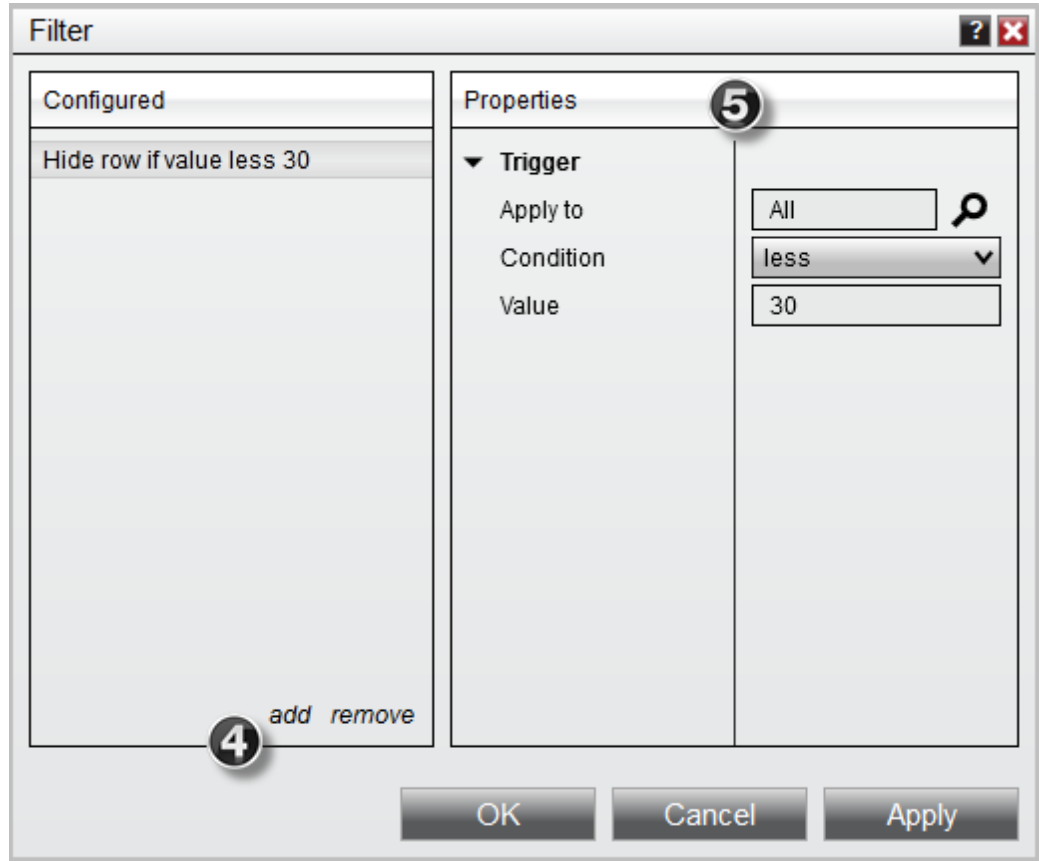 Filter ?
Configured
Hide row if value less 30
add remove
4
Properties 5
Trigger
Apply to All
Condition less
Value 30
OK Cancel Apply